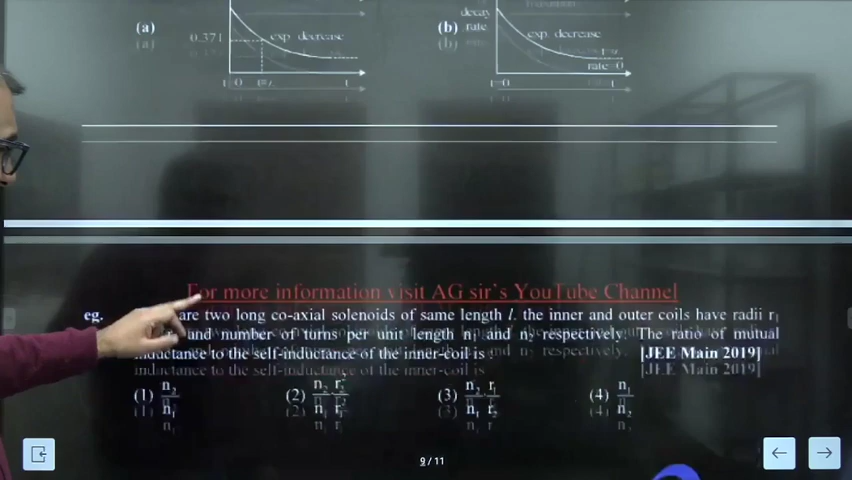 (a)
0.37I
exp. decrease
t=0
t
decay
rate
(b)
exp. decrease
rate=0
t=0
For more information visit AG sir's YouTube Channel
eg.
are two long co-axial solenoids of same length l. the inner and outer coils have radii r₁
and number of turns per unit length n₁ and n₂ respectively. The ratio of mutual
inductance to the self-inductance of the inner-coil is [JEE Main 2019]
(1) n₂/n₁
(2) n₂/n₁ · r₂²/r₁²
(3) n₂/n₁ · r₁/r₂
(4) n₁/n₂
9 / 11